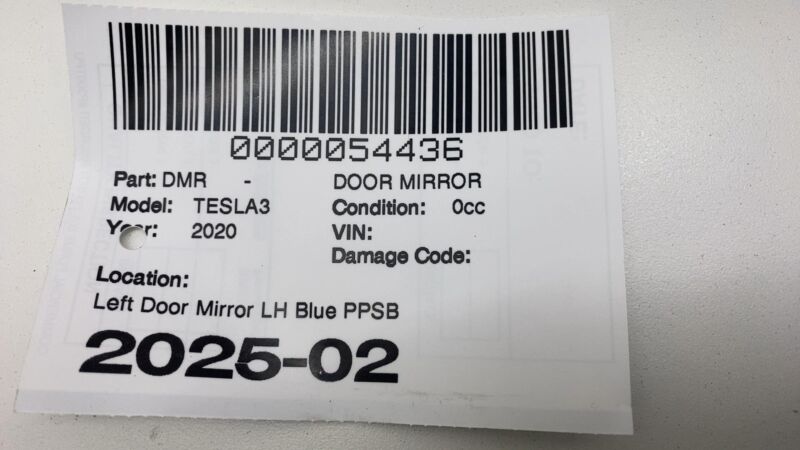 0000054436
Part: DMR - DOOR MIRROR
Model: TESLA3 Condition: 0cc
Year: 2020 VIN:
Damage Code:
Location:
Left Door Mirror LH Blue PPSB
2025-02